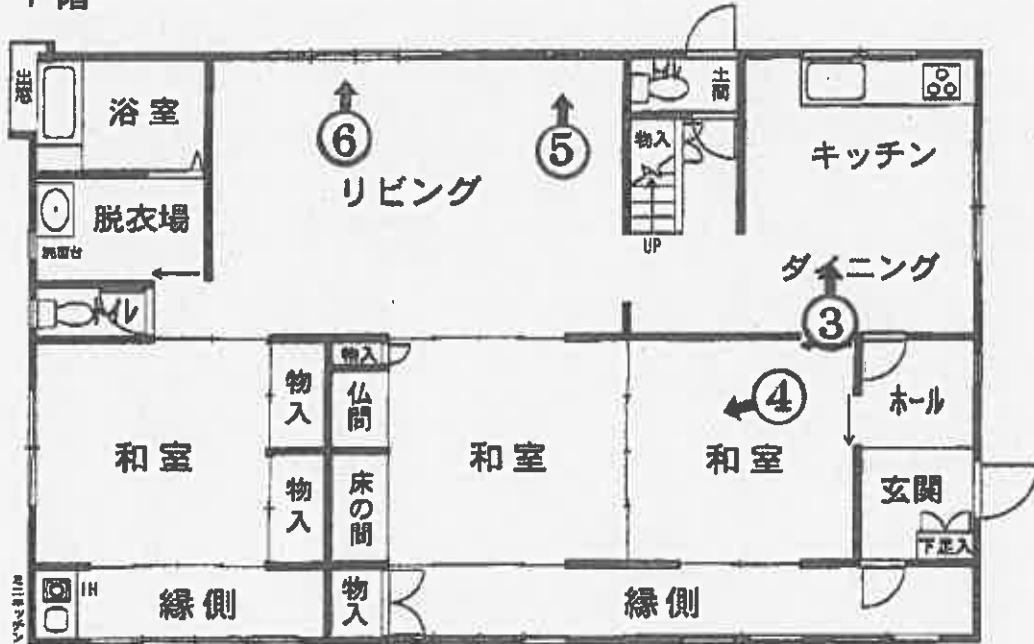 1階
出窓
浴室
⑥
⑤
土間
物入
キッチン
リビング
脱衣場
洗面台
UP
ダイニング
③
トイレ
物入
物入
仏間
④
ホール
和室
和室
和室
物入
床の間
玄関
下足入
IH
縁側
物入
縁側
ミニキッチン